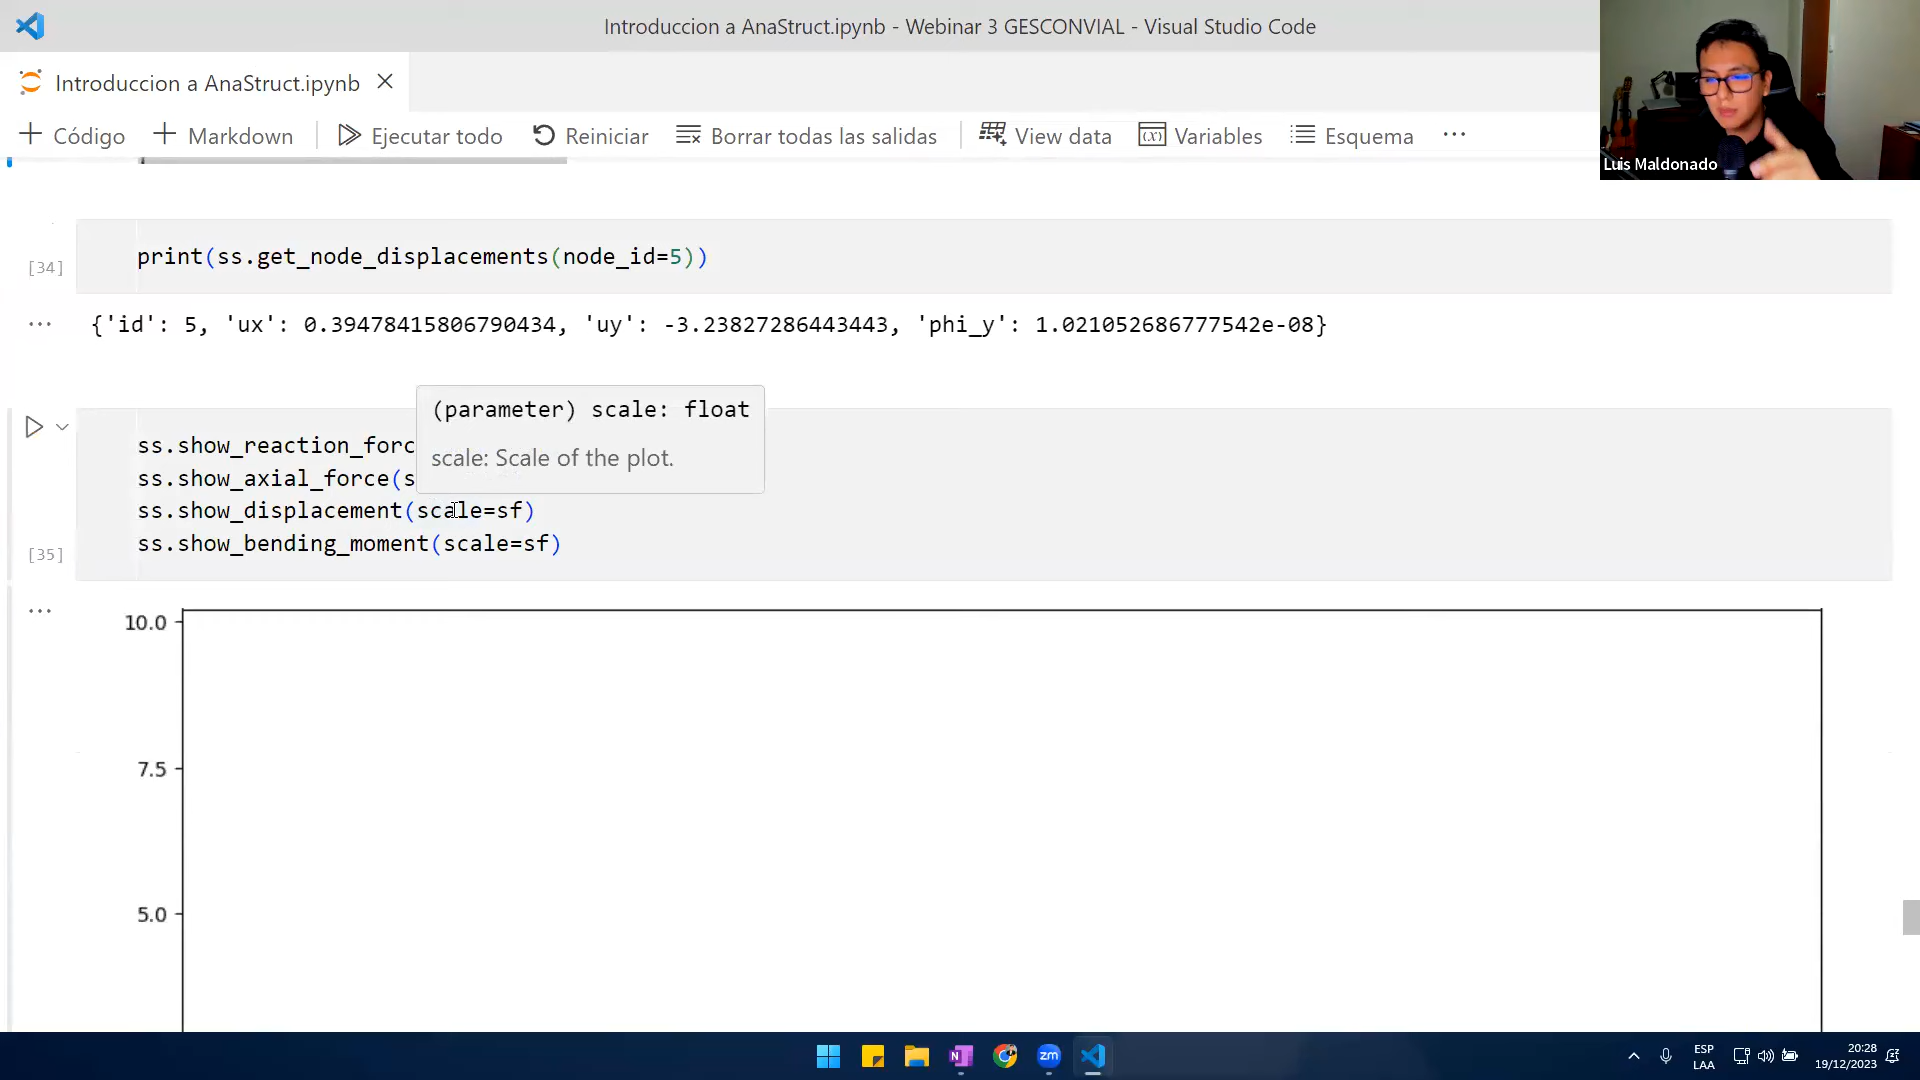 Introduccion a AnaStruct.ipynb - Webinar 3 GESCONVIAL - Visual Studio Code
Introduccion a AnaStruct.ipynb
Código
Markdown
Ejecutar todo
Reiniciar
Borrar todas las salidas
View data
Variables
Esquema
Luis Maldonado
print(ss.get_node_displacements(node_id=5))
[34]
{'id': 5, 'ux': 0.39478415806790434, 'uy': -3.23827286443443, 'phi_y': 1.021052686777542e-08}
(parameter) scale: float
scale: Scale of the plot.
ss.show_reaction_forc
ss.show_axial_force(s
ss.show_displacement(scale=sf)
ss.show_bending_moment(scale=sf)
[35]
10.0
7.5
5.0
zm
ESP
LAA
20:28
19/12/2023